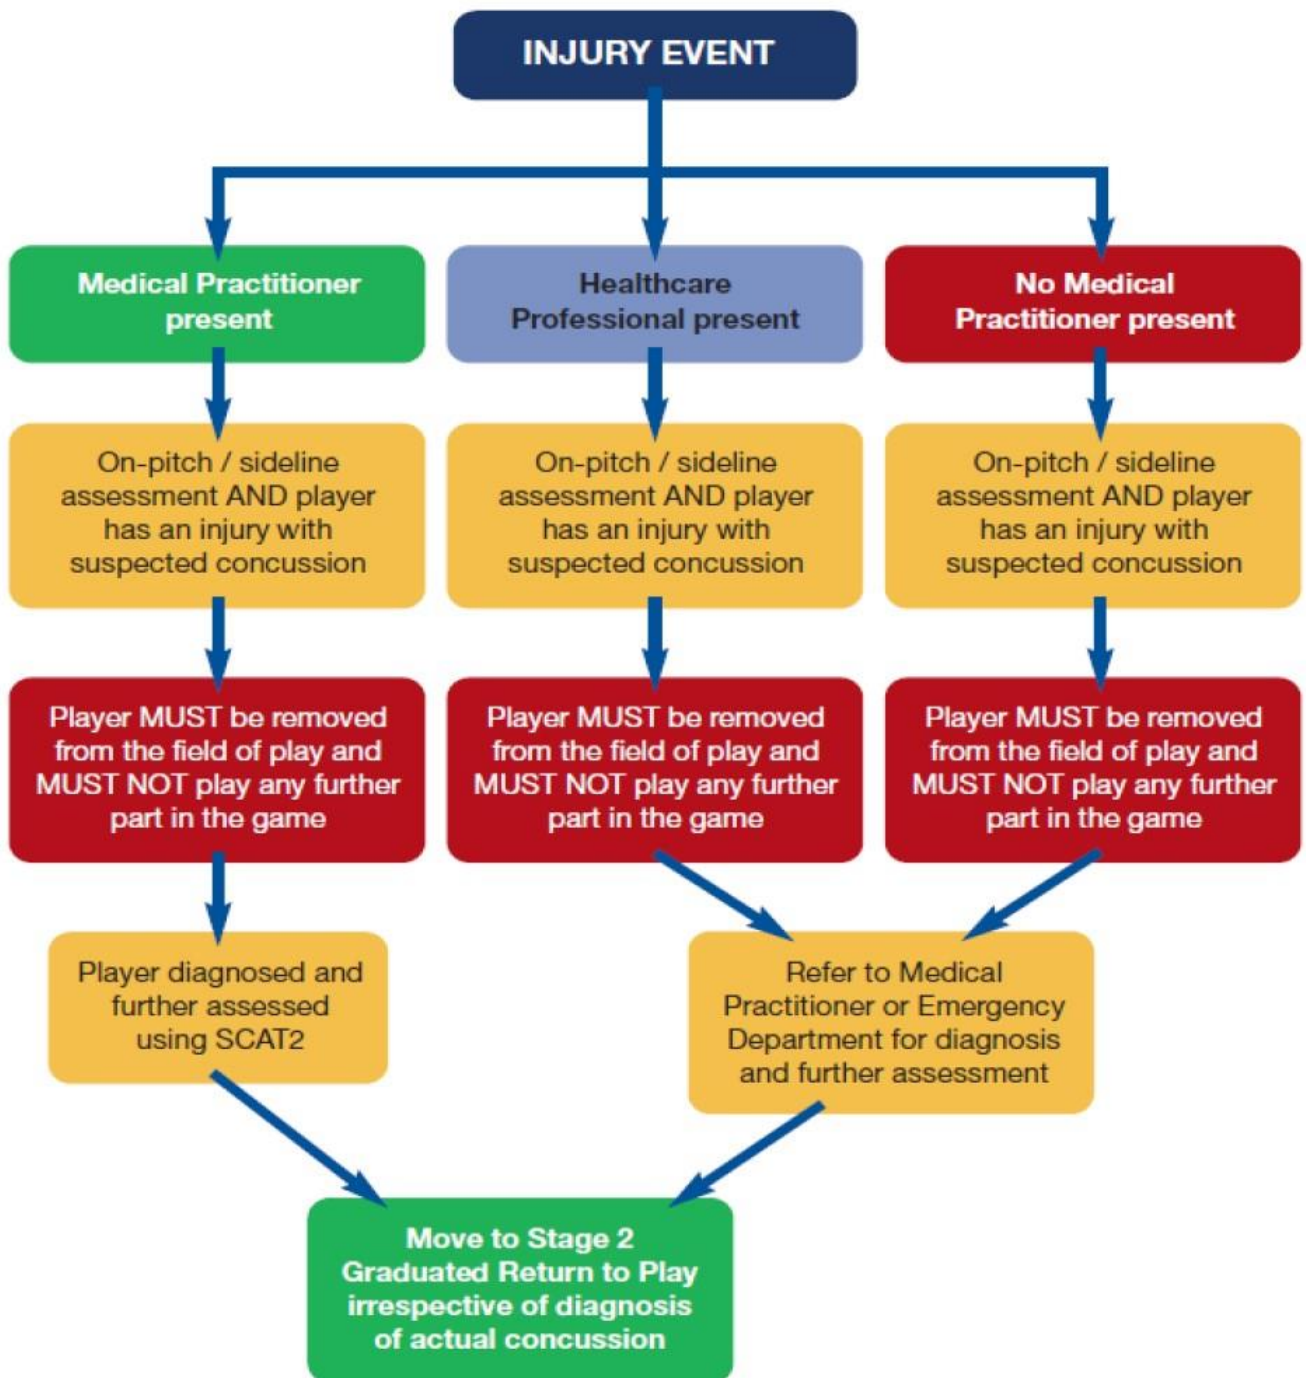 INJURY EVENT
Medical Practitioner
present
Healthcare
Professional present
No Medical
Practitioner present
On-pitch / sideline
assessment AND player
has an injury with
suspected concussion
On-pitch / sideline
assessment AND player
has an injury with
suspected concussion
On-pitch / sideline
assessment AND player
has an injury with
suspected concussion
Player MUST be removed
from the field of play and
MUST NOT play any further
part in the game
Player MUST be removed
from the field of play and
MUST NOT play any further
part in the game
Player MUST be removed
from the field of play and
MUST NOT play any further
part in the game
Player diagnosed and
further assessed
using SCAT2
Refer to Medical
Practitioner or Emergency
Department for diagnosis
and further assessment
Move to Stage 2
Graduated Return to Play
irrespective of diagnosis
of actual concussion